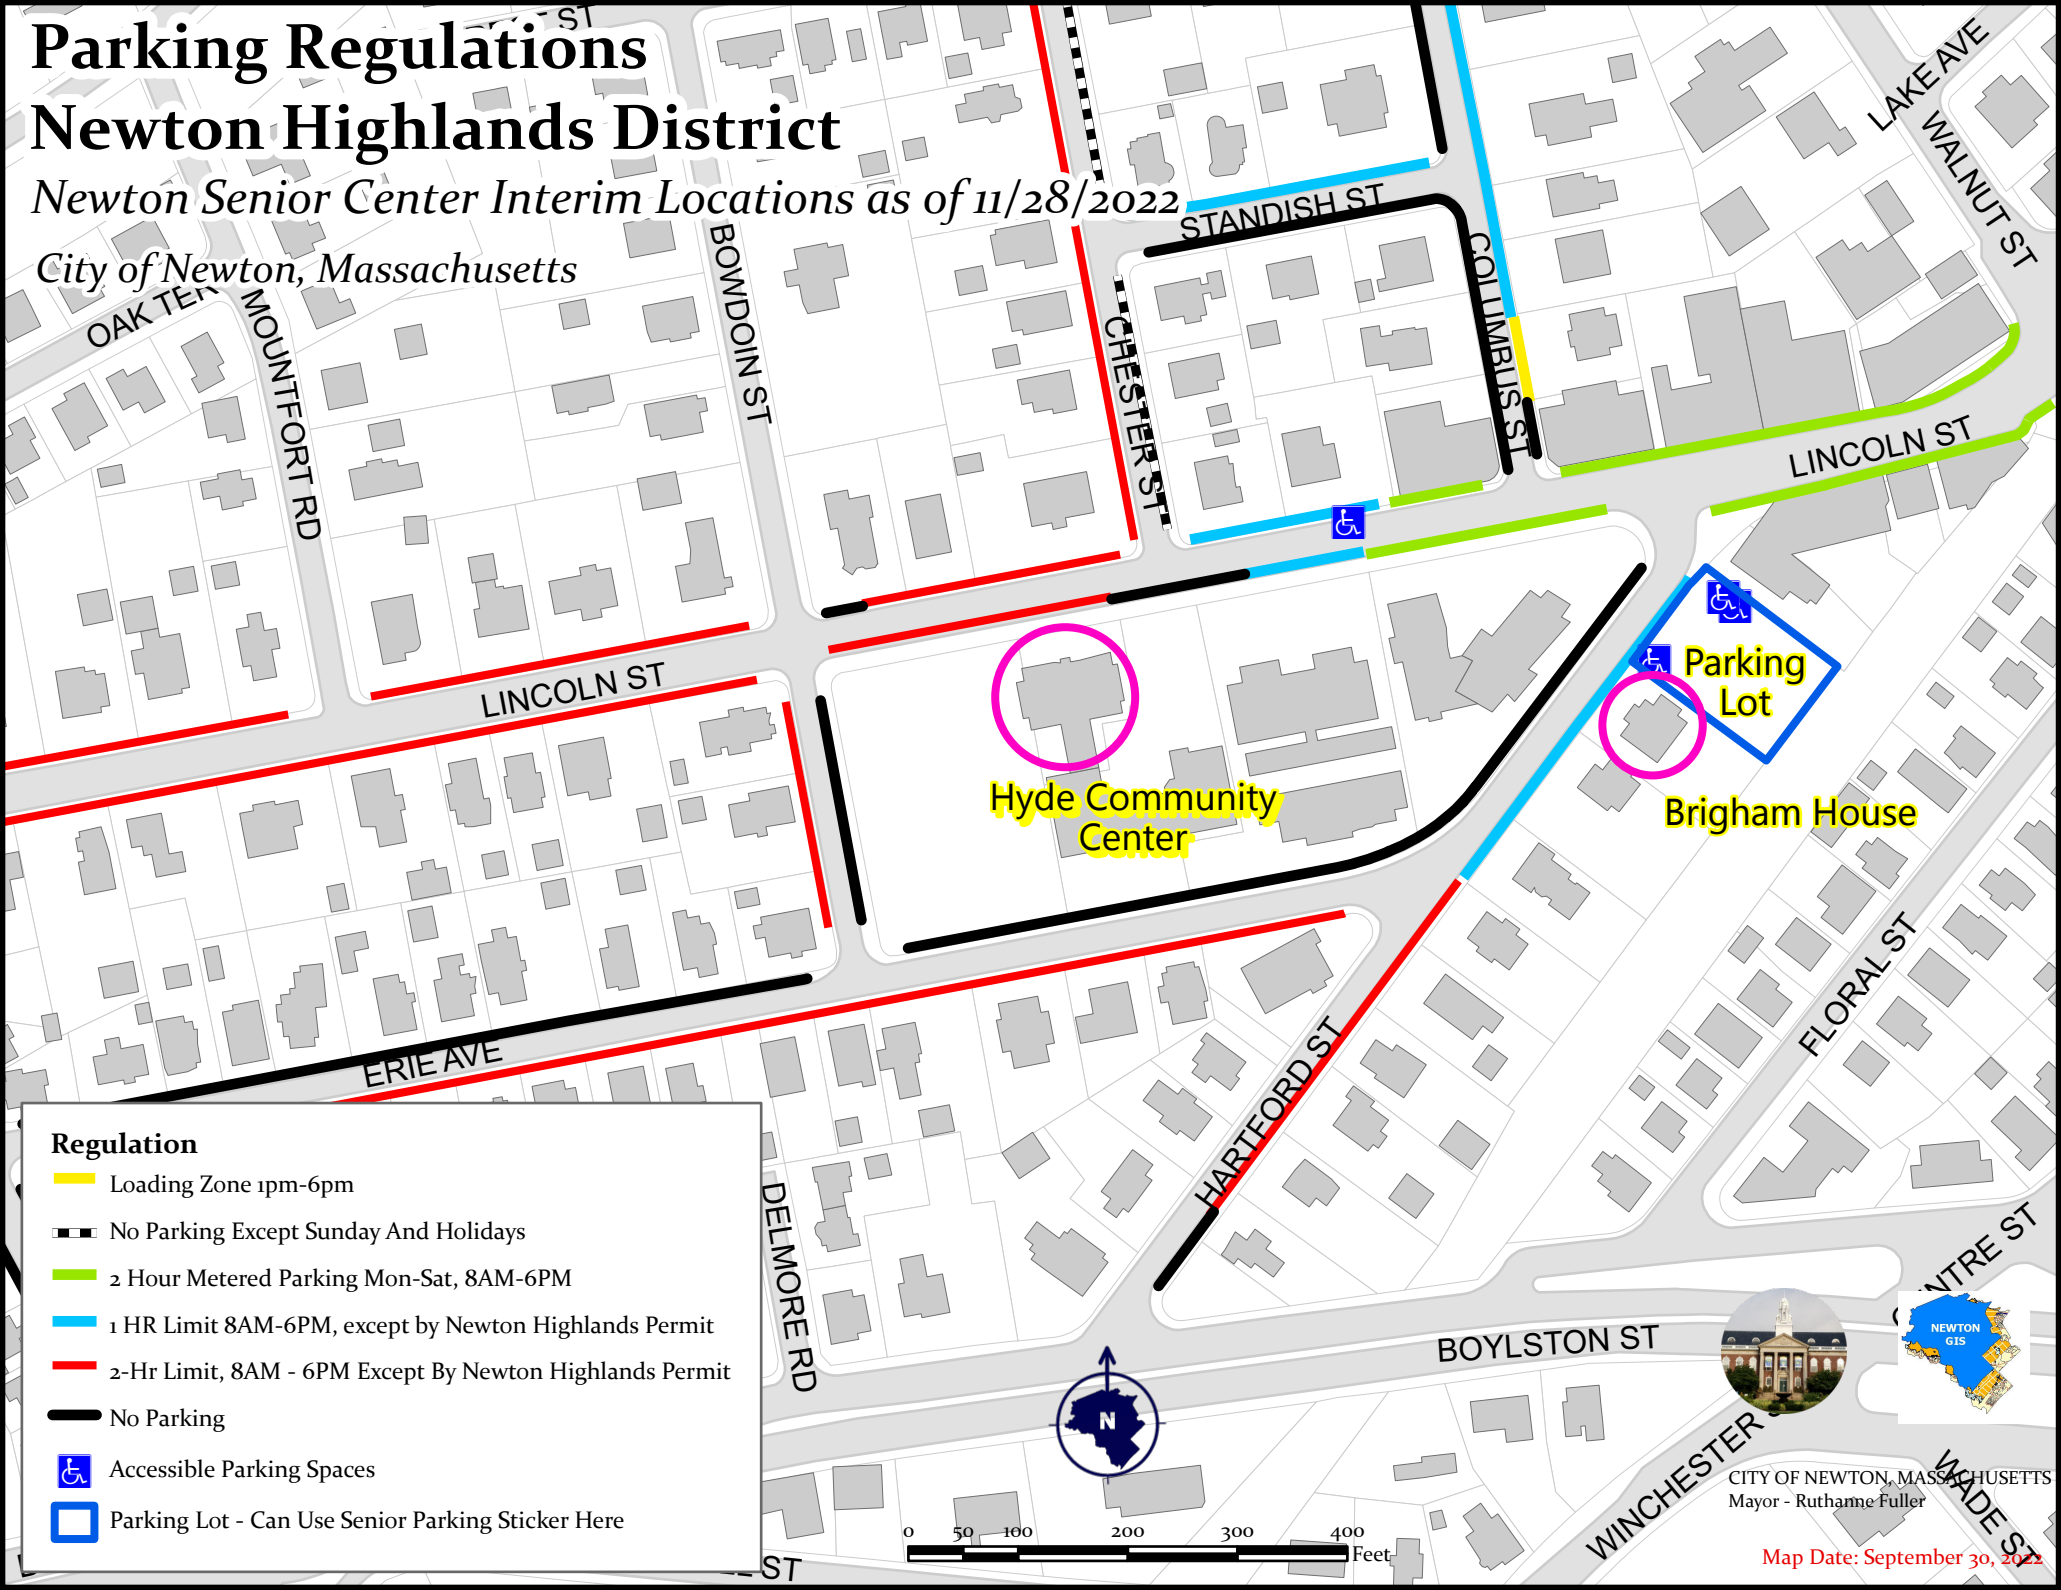 Parking Regulations
Newton Highlands District
Newton Senior Center Interim Locations as of 11/28/2022
City of Newton, Massachusetts
ST
LAKE AVE
WALNUT ST
STANDISH ST
COLUMBUS ST
OAK TER
MOUNTFORT RD
BOWDOIN ST
CHESTER ST
LINCOLN ST
LINCOLN ST
Parking
Lot
Hyde Community
Center
Brigham House
ERIE AVE
HARTFORD ST
FLORAL ST
DELMORE RD
BOYLSTON ST
NTRE ST
WINCHESTER
WADE ST
ST
Regulation
Loading Zone 1pm-6pm
No Parking Except Sunday And Holidays
2 Hour Metered Parking Mon-Sat, 8AM-6PM
1 HR Limit 8AM-6PM, except by Newton Highlands Permit
2-Hr Limit, 8AM - 6PM Except By Newton Highlands Permit
No Parking
Accessible Parking Spaces
Parking Lot - Can Use Senior Parking Sticker Here
N
0 50 100 200 300 400
Feet
NEWTON
GIS
CITY OF NEWTON, MASSACHUSETTS
Mayor - Ruthanne Fuller
Map Date: September 30, 2022